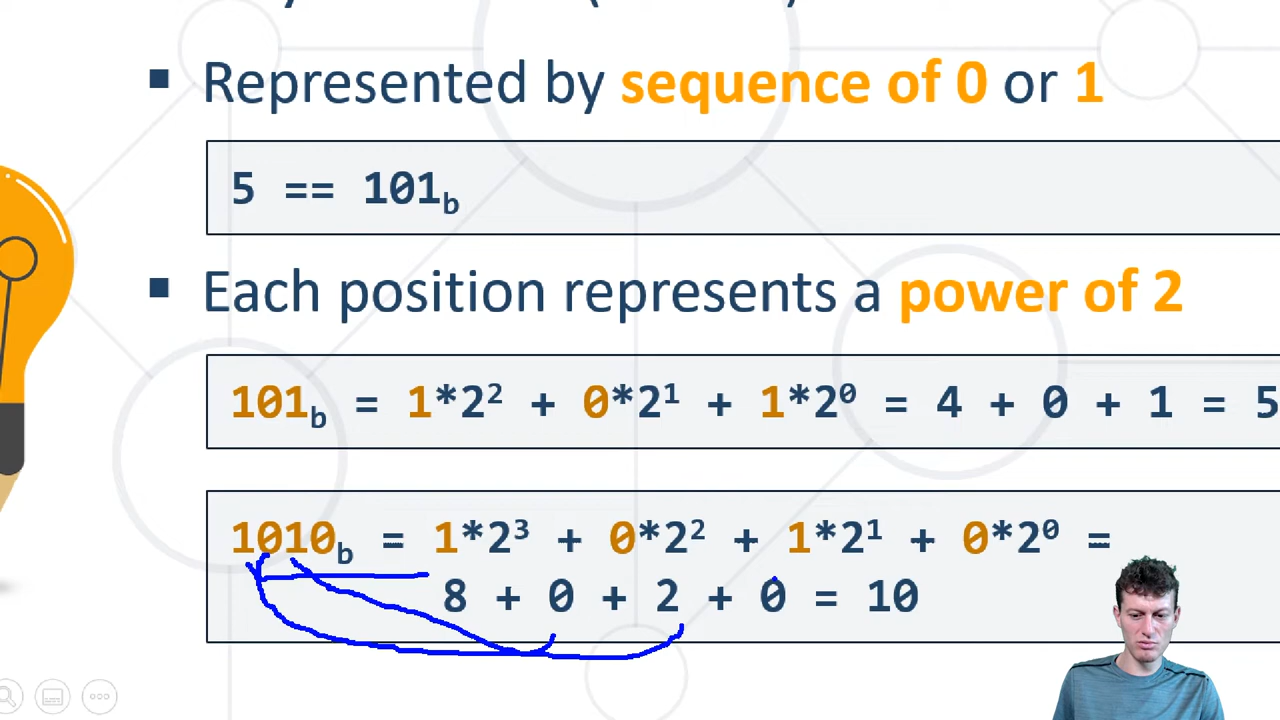 Represented by sequence of 0 or 1
5 == 101b
Each position represents a power of 2
101b = 1*2² + 0*2¹ + 1*2⁰ = 4 + 0 + 1 = 5
1010b = 1*2³ + 0*2² + 1*2¹ + 0*2⁰ =
8 + 0 + 2 + 0 = 10